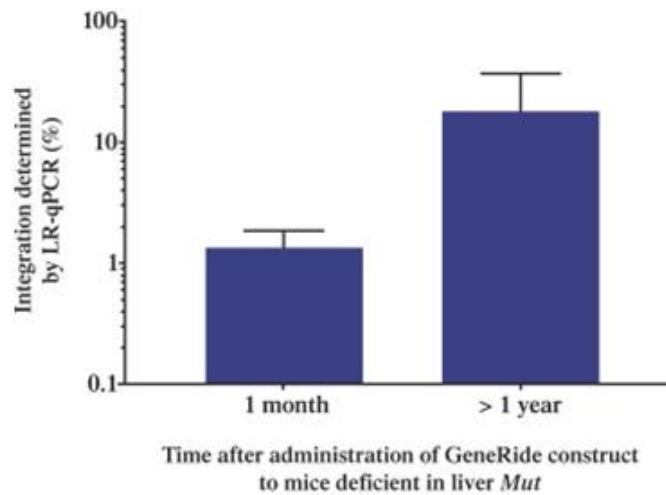 100
10
1
0.1
Integration determined
by LR-qPCR (%)
1 month
> 1 year
Time after administration of GeneRide construct
to mice deficient in liver Mut